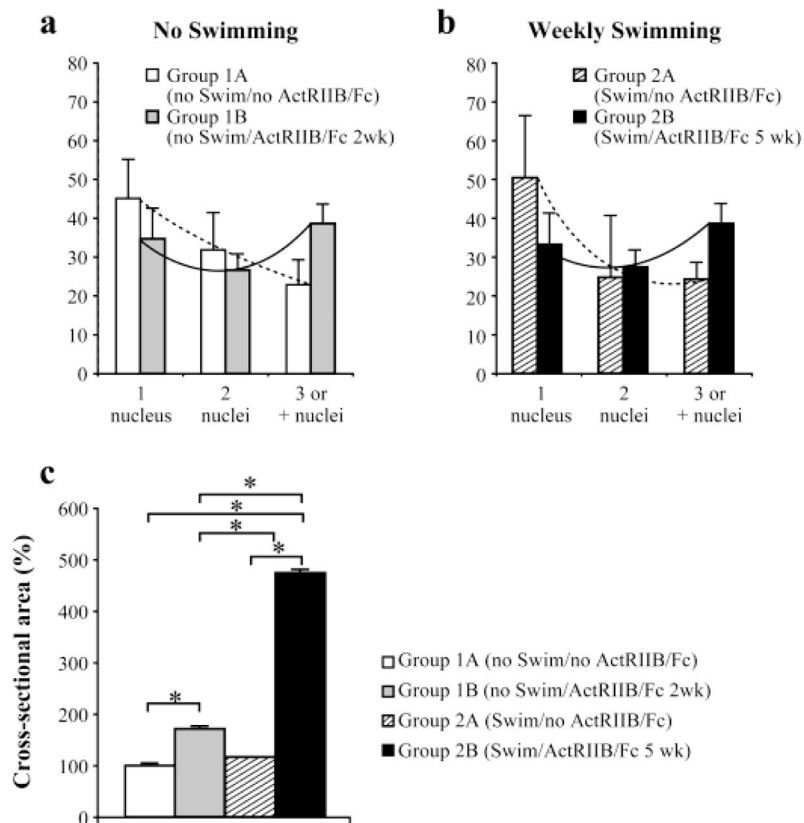 a
No Swimming
80
70
60
50
40
30
20
10
0
Group 1A
(no Swim/no ActRIIB/Fc)
Group 1B
(no Swim/ActRIIB/Fc 2wk)
1
nucleus
2
nuclei
3 or
+ nuclei
b
Weekly Swimming
80
70
60
50
40
30
20
10
0
Group 2A
(Swim/no ActRIIB/Fc)
Group 2B
(Swim/ActRIIB/Fc 5 wk)
1
nucleus
2
nuclei
3 or
+ nuclei
c
Cross-sectional area (%)
600
500
400
300
200
100
0
*
*
*
*
*
Group 1A (no Swim/no ActRIIB/Fc)
Group 1B (no Swim/ActRIIB/Fc 2wk)
Group 2A (Swim/no ActRIIB/Fc)
Group 2B (Swim/ActRIIB/Fc 5 wk)